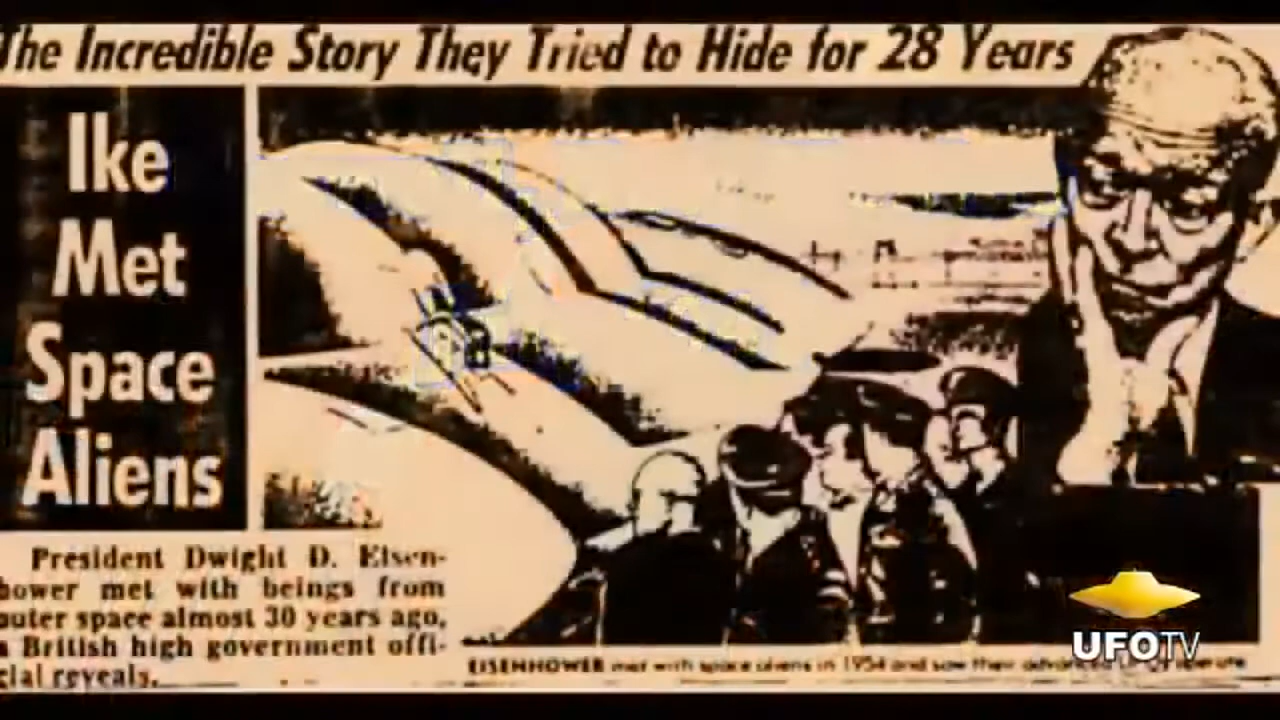 The Incredible Story They Tried to Hide for 28 Years
Ike
Met
Space
Aliens
President Dwight D. Eisen-
hower met with beings from
outer space almost 30 years ago,
a British high government offi-
cial reveals.
EISENHOWER met with space aliens in 1954 and saw their advanced
UFOTV